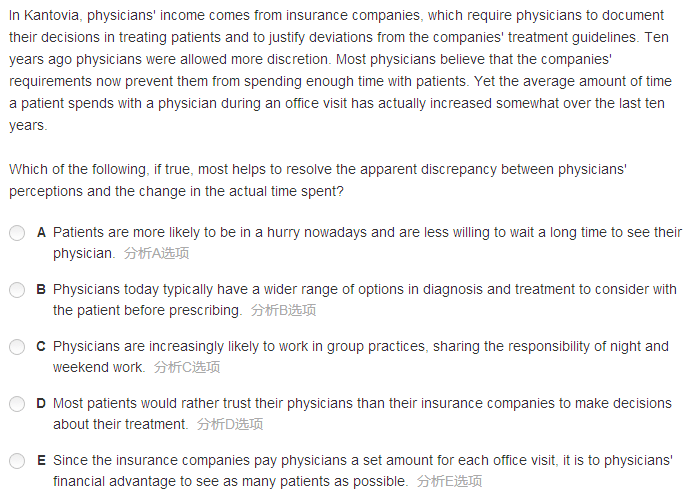 In Kantovia, physicians' income comes from insurance companies, which require physicians to document
their decisions in treating patients and to justify deviations from the companies' treatment guidelines. Ten
years ago physicians were allowed more discretion. Most physicians believe that the companies'
requirements now prevent them from spending enough time with patients. Yet the average amount of time
a patient spends with a physician during an office visit has actually increased somewhat over the last ten
years.
Which of the following, if true, most helps to resolve the apparent discrepancy between physicians'
perceptions and the change in the actual time spent?
A Patients are more likely to be in a hurry nowadays and are less willing to wait a long time to see their
physician. 分析A选项
B Physicians today typically have a wider range of options in diagnosis and treatment to consider with
the patient before prescribing. 分析B选项
C Physicians are increasingly likely to work in group practices, sharing the responsibility of night and
weekend work. 分析C选项
D Most patients would rather trust their physicians than their insurance companies to make decisions
about their treatment. 分析D选项
E Since the insurance companies pay physicians a set amount for each office visit, it is to physicians'
financial advantage to see as many patients as possible. 分析E选项